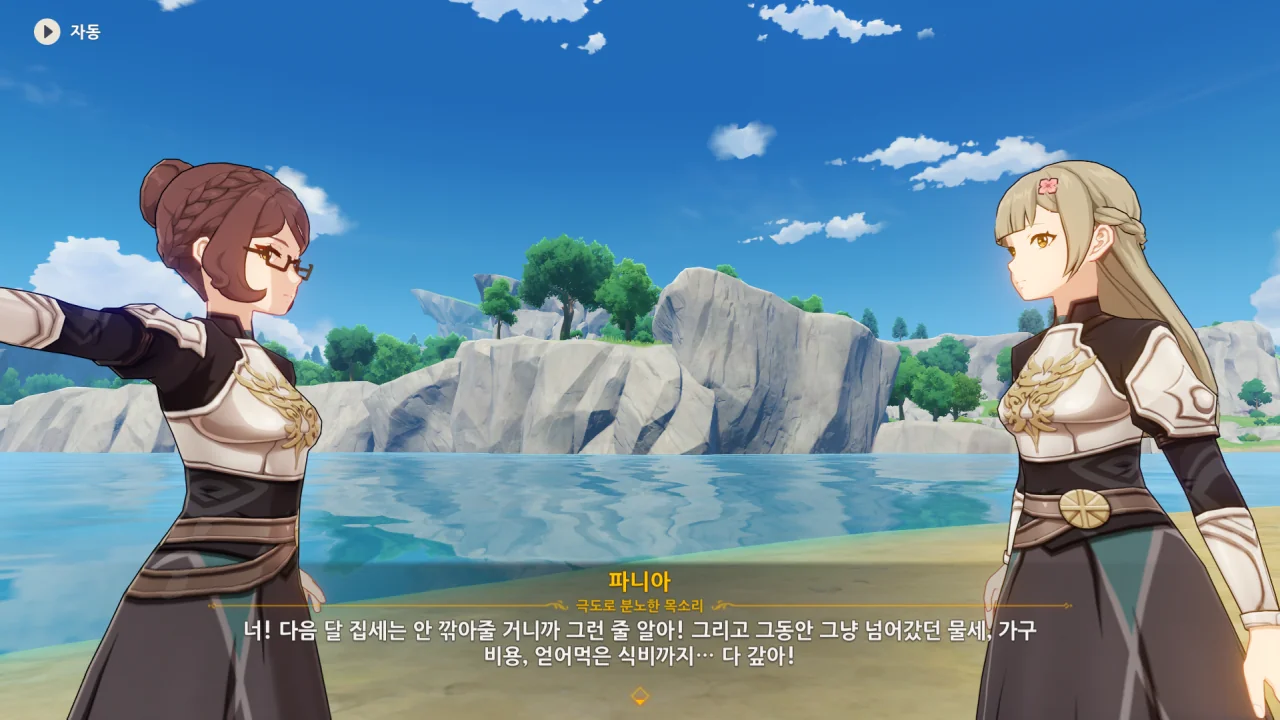 자동
파니아
극도로 분노한 목소리
너! 다음 달 집세는 안 깎아줄 거니까 그런 줄 알아! 그리고 그동안 그냥 넘어갔던 물세, 가구
비용, 얻어먹은 식비까지… 다 갚아!